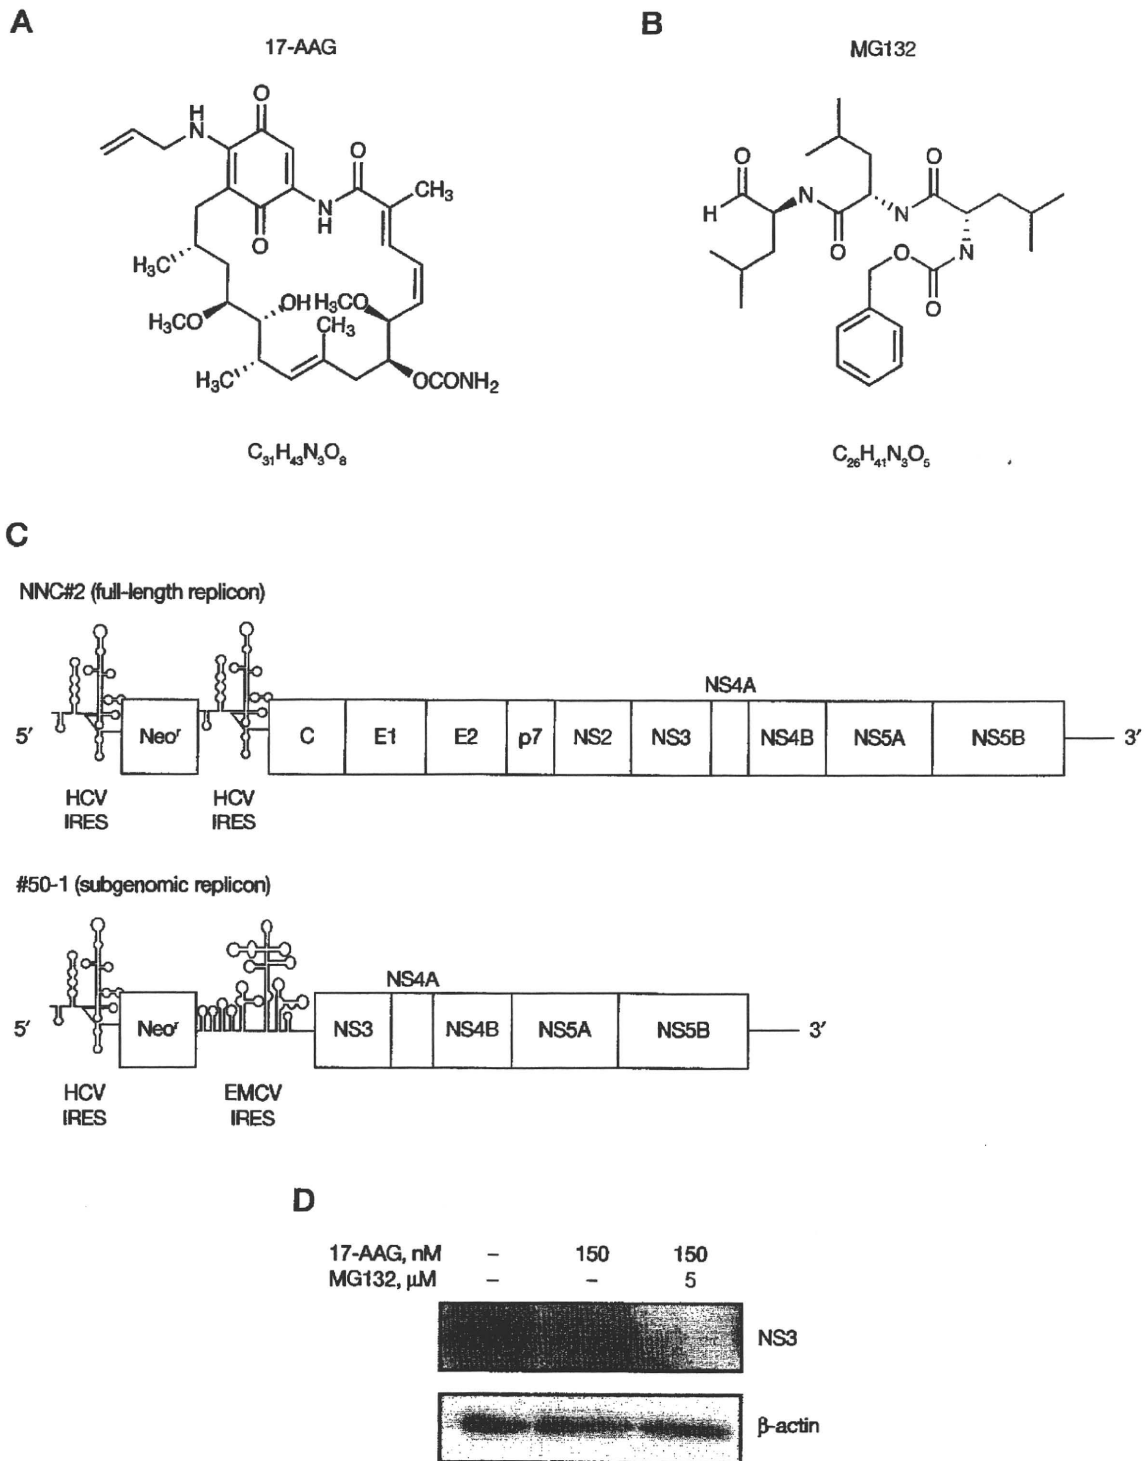 A
B
17-AAG
MG132
O
H
N
O
O
CH₃
N
H
O
H₃C
OH
H₃CO
H₃CO
CH₃
H₃C
OCONH₂
C₃₁H₄₃N₃O₈
O
H
N
O
N
O
O
N
O
C₂₆H₄₁N₃O₅
C
NNC#2 (full-length replicon)
NS4A
5′
Neoʳ
C
E1
E2
p7
NS2
NS3
NS4B
NS5A
NS5B
3′
HCV
IRES
HCV
IRES
#50-1 (subgenomic replicon)
NS4A
5′
Neoʳ
NS3
NS4B
NS5A
NS5B
3′
HCV
IRES
EMCV
IRES
D
17-AAG, nM – 150 150
MG132, μM – – 5
NS3
β-actin